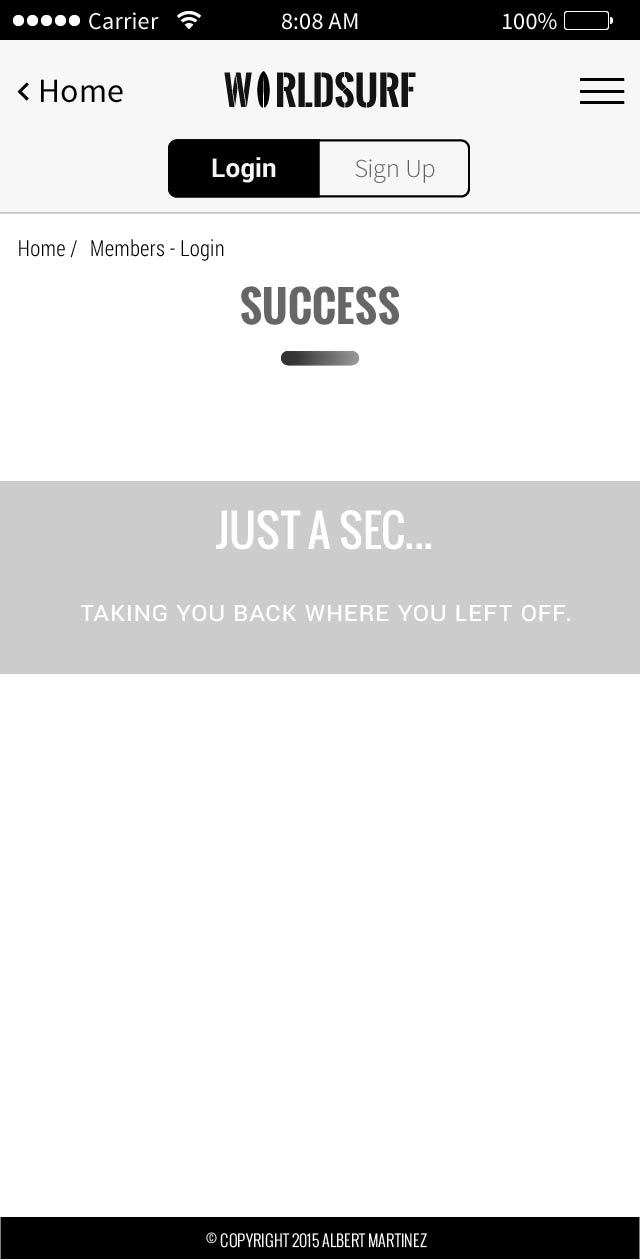 Carrier 8:08 AM 100%
< Home WORLDSURF
Login Sign Up
Home / Members - Login
SUCCESS
JUST A SEC...
TAKING YOU BACK WHERE YOU LEFT OFF.
© COPYRIGHT 2015 ALBERT MARTINEZ